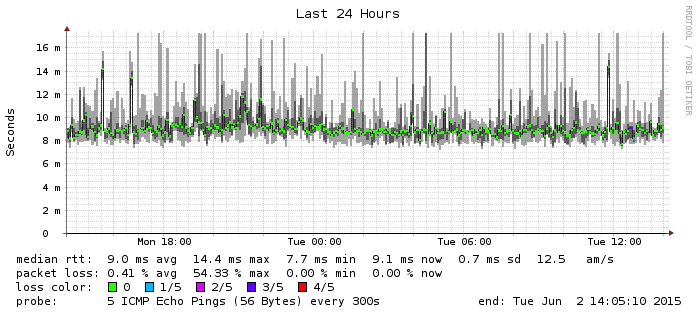 Last 24 Hours
RRDTOOL / TOBI OETIKER
Seconds
16 m
14 m
12 m
10 m
8 m
6 m
4 m
2 m
0
Mon 18:00 Tue 00:00 Tue 06:00 Tue 12:00
median rtt: 9.0 ms avg 14.4 ms max 7.7 ms min 9.1 ms now 0.7 ms sd 12.5 am/s
packet loss: 0.41 % avg 54.33 % max 0.00 % min 0.00 % now
loss color: 0 1/5 2/5 3/5 4/5
probe: 5 ICMP Echo Pings (56 Bytes) every 300s end: Tue Jun 2 14:05:10 2015